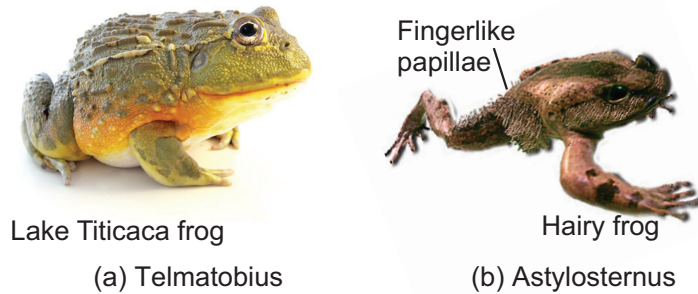 Fingerlike
papillae
Lake Titicaca frog
Hairy frog
(a) Telmatobius
(b) Astylosternus